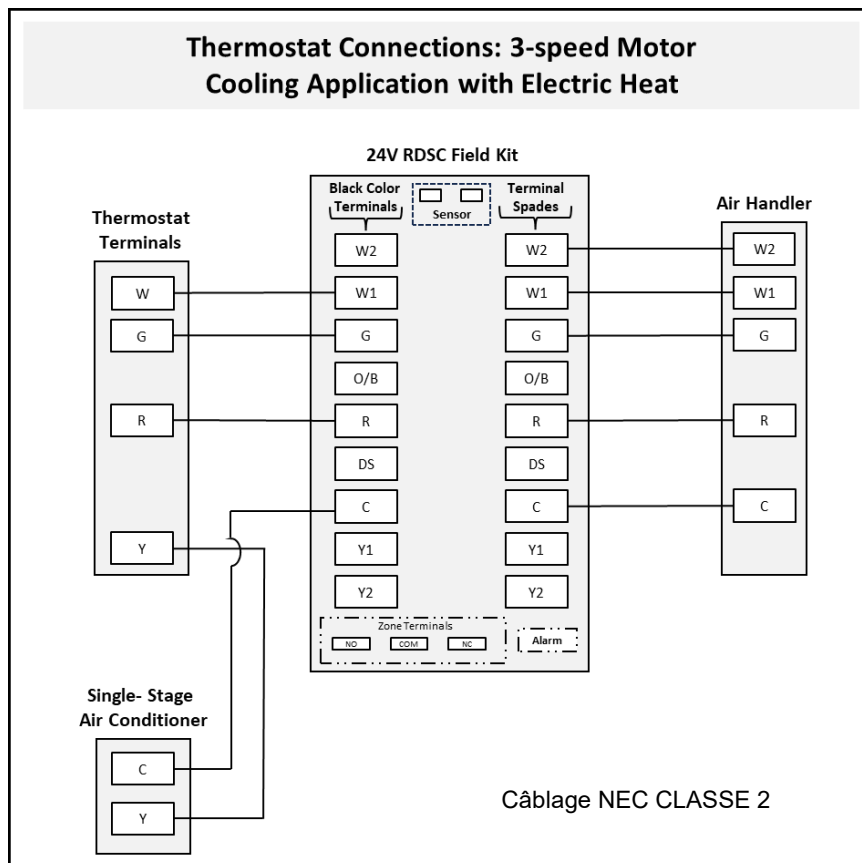 Thermostat Connections: 3-speed Motor
Cooling Application with Electric Heat
24V RDSC Field Kit
Black Color
Terminals
Sensor
Terminal
Spades
Thermostat
Terminals
Air Handler
W
G
R
Y
W2
W1
G
O/B
R
DS
C
Y1
Y2
W2
W1
G
O/B
R
DS
C
Y1
Y2
W2
W1
G
R
C
Zone Terminals
NO COM NC
Alarm
Single- Stage
Air Conditioner
C
Y
Câblage NEC CLASSE 2